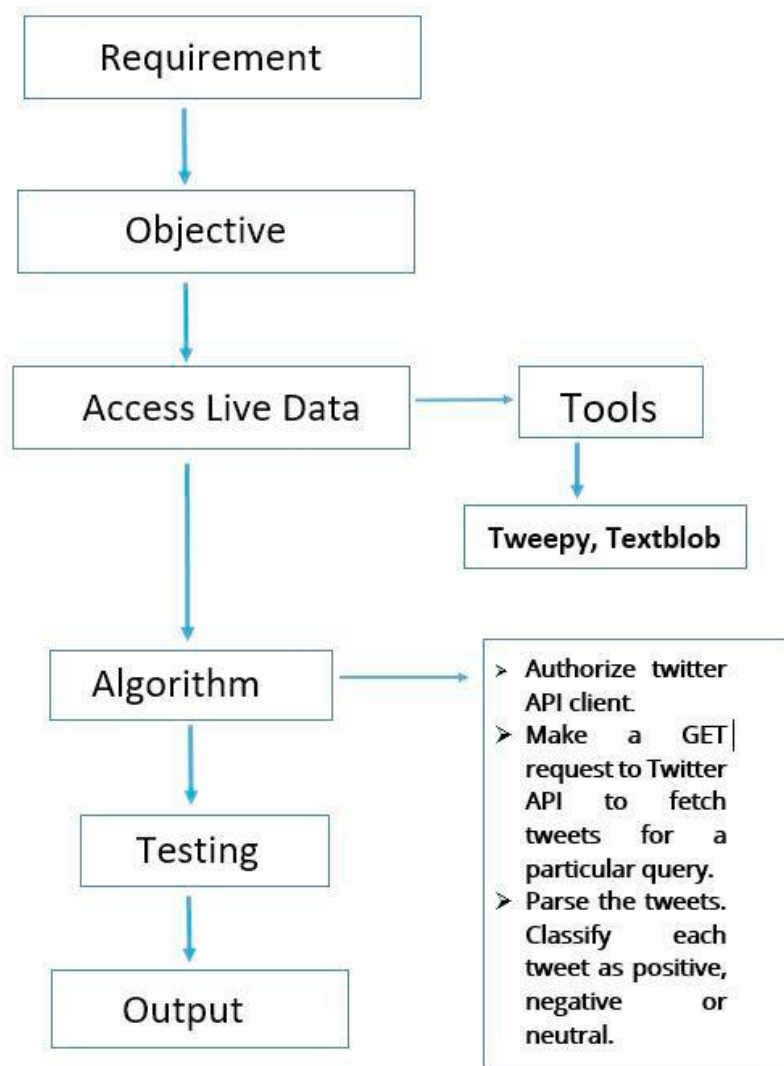 Requirement
Objective
Access Live Data
Tools
Tweepy, Textblob
Algorithm
➢ Authorize twitter
API client.
➢ Make a GET
request to Twitter
API to fetch
tweets for a
particular query.
➢ Parse the tweets.
Classify each
tweet as positive,
negative or
neutral.
Testing
Output